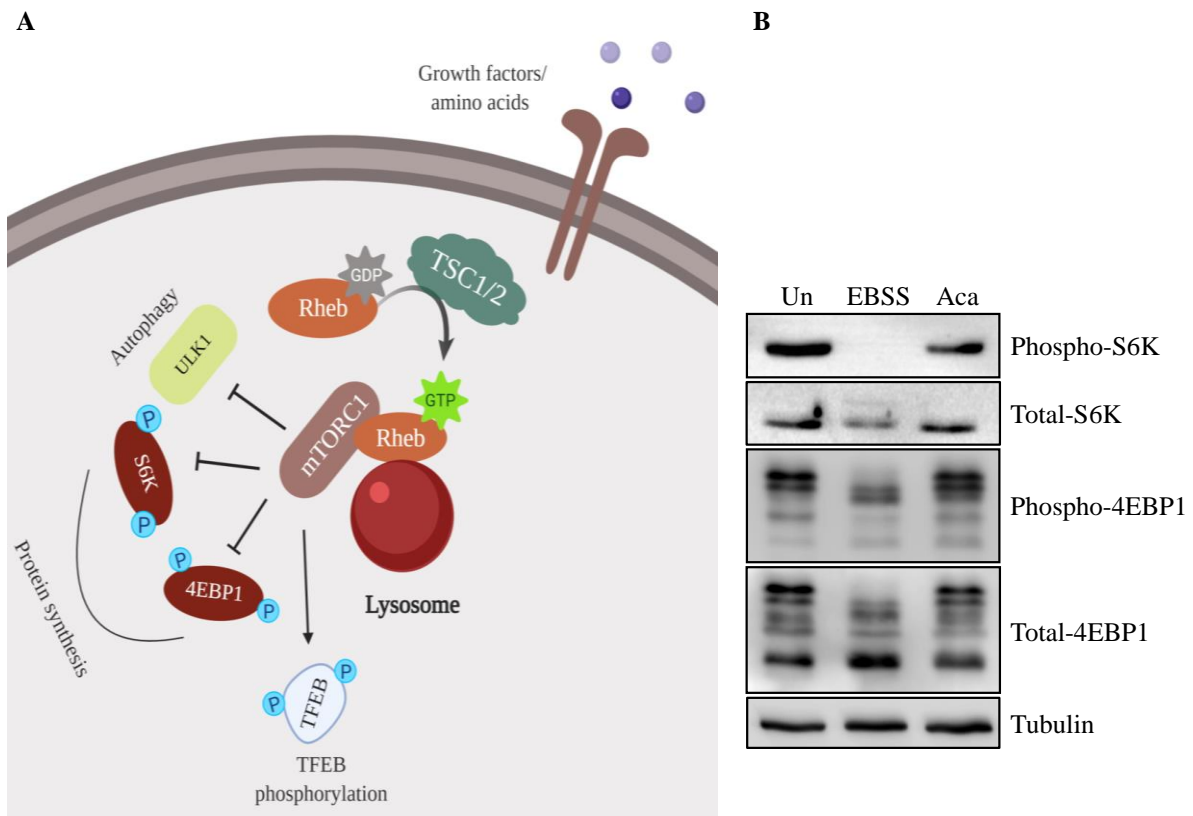 A
Growth factors/
amino acids
GDP
TSC1/2
Rheb
Autophagy
ULK1
GTP
mTORC1
Rheb
P
S6K
P
Protein synthesis
P
4EBP1
P
Lysosome
P
TFEB
P
TFEB
phosphorylation
B
Un EBSS Aca
Phospho-S6K
Total-S6K
Phospho-4EBP1
Total-4EBP1
Tubulin